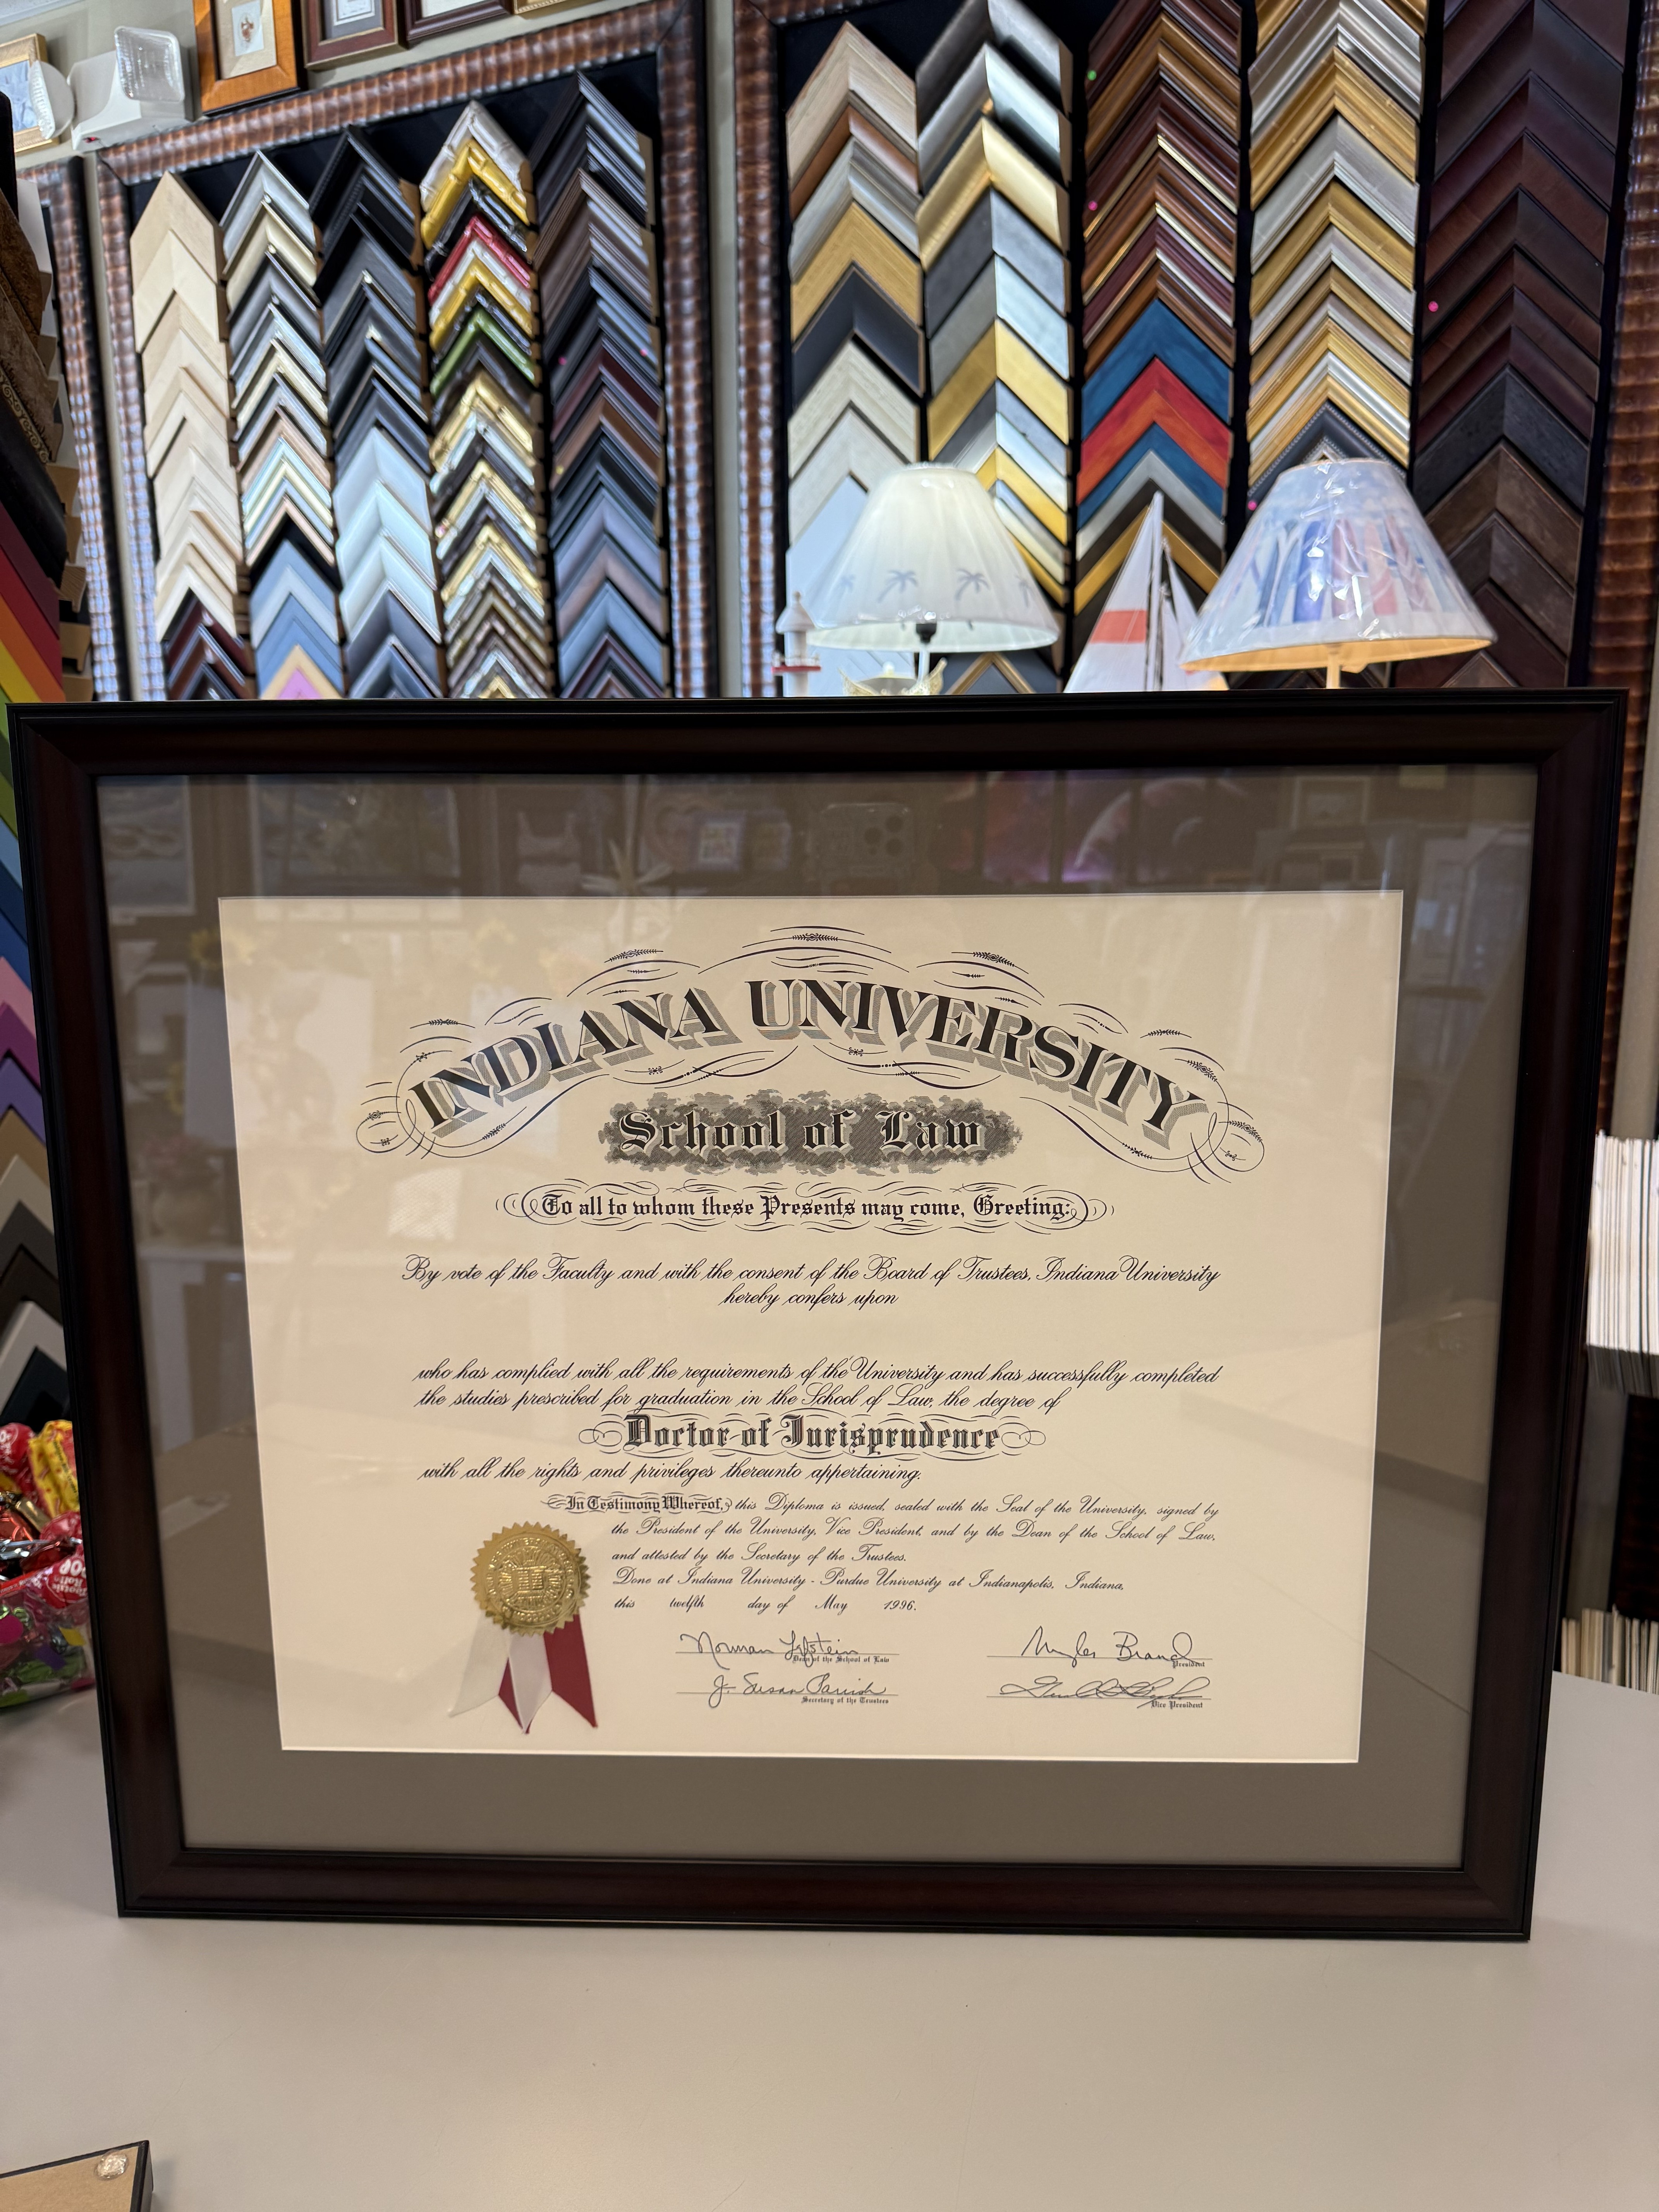 INDIANA UNIVERSITY
School of Law
To all to whom these Presents may come, Greeting:
By vote of the Faculty and with the consent of the Board of Trustees, Indiana University
hereby confers upon
who has complied with all the requirements of the University and has successfully completed
the studies prescribed for graduation in the School of Law, the degree of
Doctor of Jurisprudence
with all the rights and privileges thereunto appertaining.
In Testimony Whereof, this Diploma is issued, sealed with the Seal of the University, signed by
the President of the University, Vice President, and by the Dean of the School of Law,
and attested by the Secretary of the Trustees.
Done at Indiana University - Purdue University at Indianapolis, Indiana,
this twelfth day of May 1996.
Norman Lefstein Myles Brand
Dean of the School of Law President
J. Susan Parrish
Secretary of the Trustees Vice President